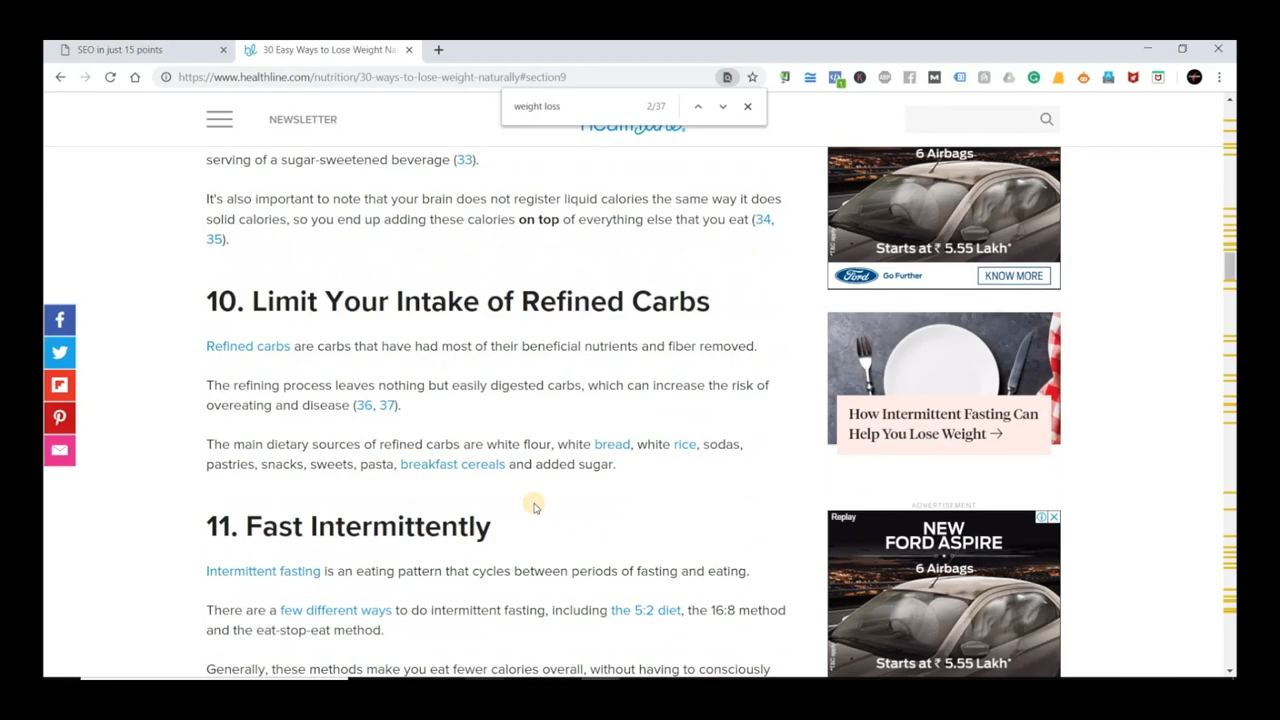 SEO in just 15 points
30 Easy Ways to Lose Weight Na
https://www.healthline.com/nutrition/30-ways-to-lose-weight-naturally#section9
weight loss
2/37
NEWSLETTER
serving of a sugar-sweetened beverage (33).
It's also important to note that your brain does not register liquid calories the same way it does
solid calories, so you end up adding these calories on top of everything else that you eat (34,
35).
10. Limit Your Intake of Refined Carbs
Refined carbs are carbs that have had most of their beneficial nutrients and fiber removed.
The refining process leaves nothing but easily digested carbs, which can increase the risk of
overeating and disease (36, 37).
The main dietary sources of refined carbs are white flour, white bread, white rice, sodas,
pastries, snacks, sweets, pasta, breakfast cereals and added sugar.
11. Fast Intermittently
Intermittent fasting is an eating pattern that cycles between periods of fasting and eating.
There are a few different ways to do intermittent fasting, including the 5:2 diet, the 16:8 method
and the eat-stop-eat method.
Generally, these methods make you eat fewer calories overall, without having to consciously
6 Airbags
Starts at ₹ 5.55 Lakh*
Ford
Go Further
KNOW MORE
How Intermittent Fasting Can
Help You Lose Weight →
ADVERTISEMENT
Replay
NEW
FORD ASPIRE
6 Airbags
Starts at ₹ 5.55 Lakh*